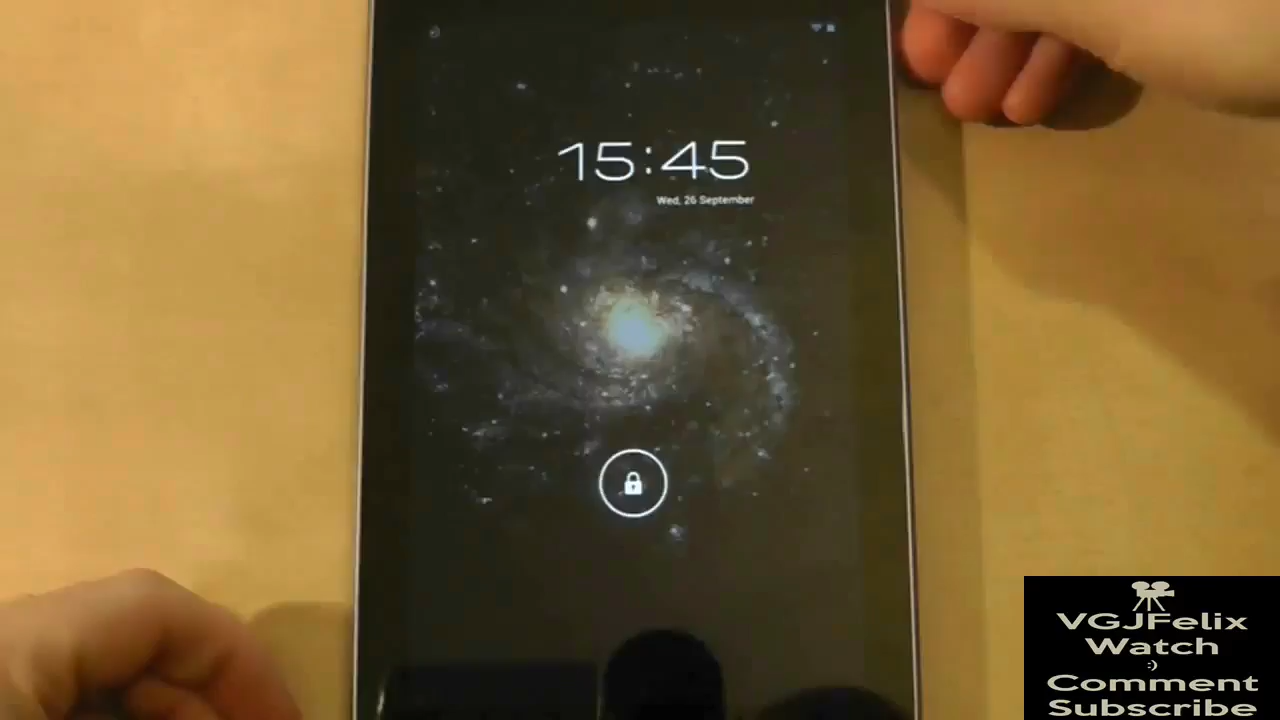 15:45
Wed, 26 September
VGJFelix
Watch
:)
Comment
Subscribe